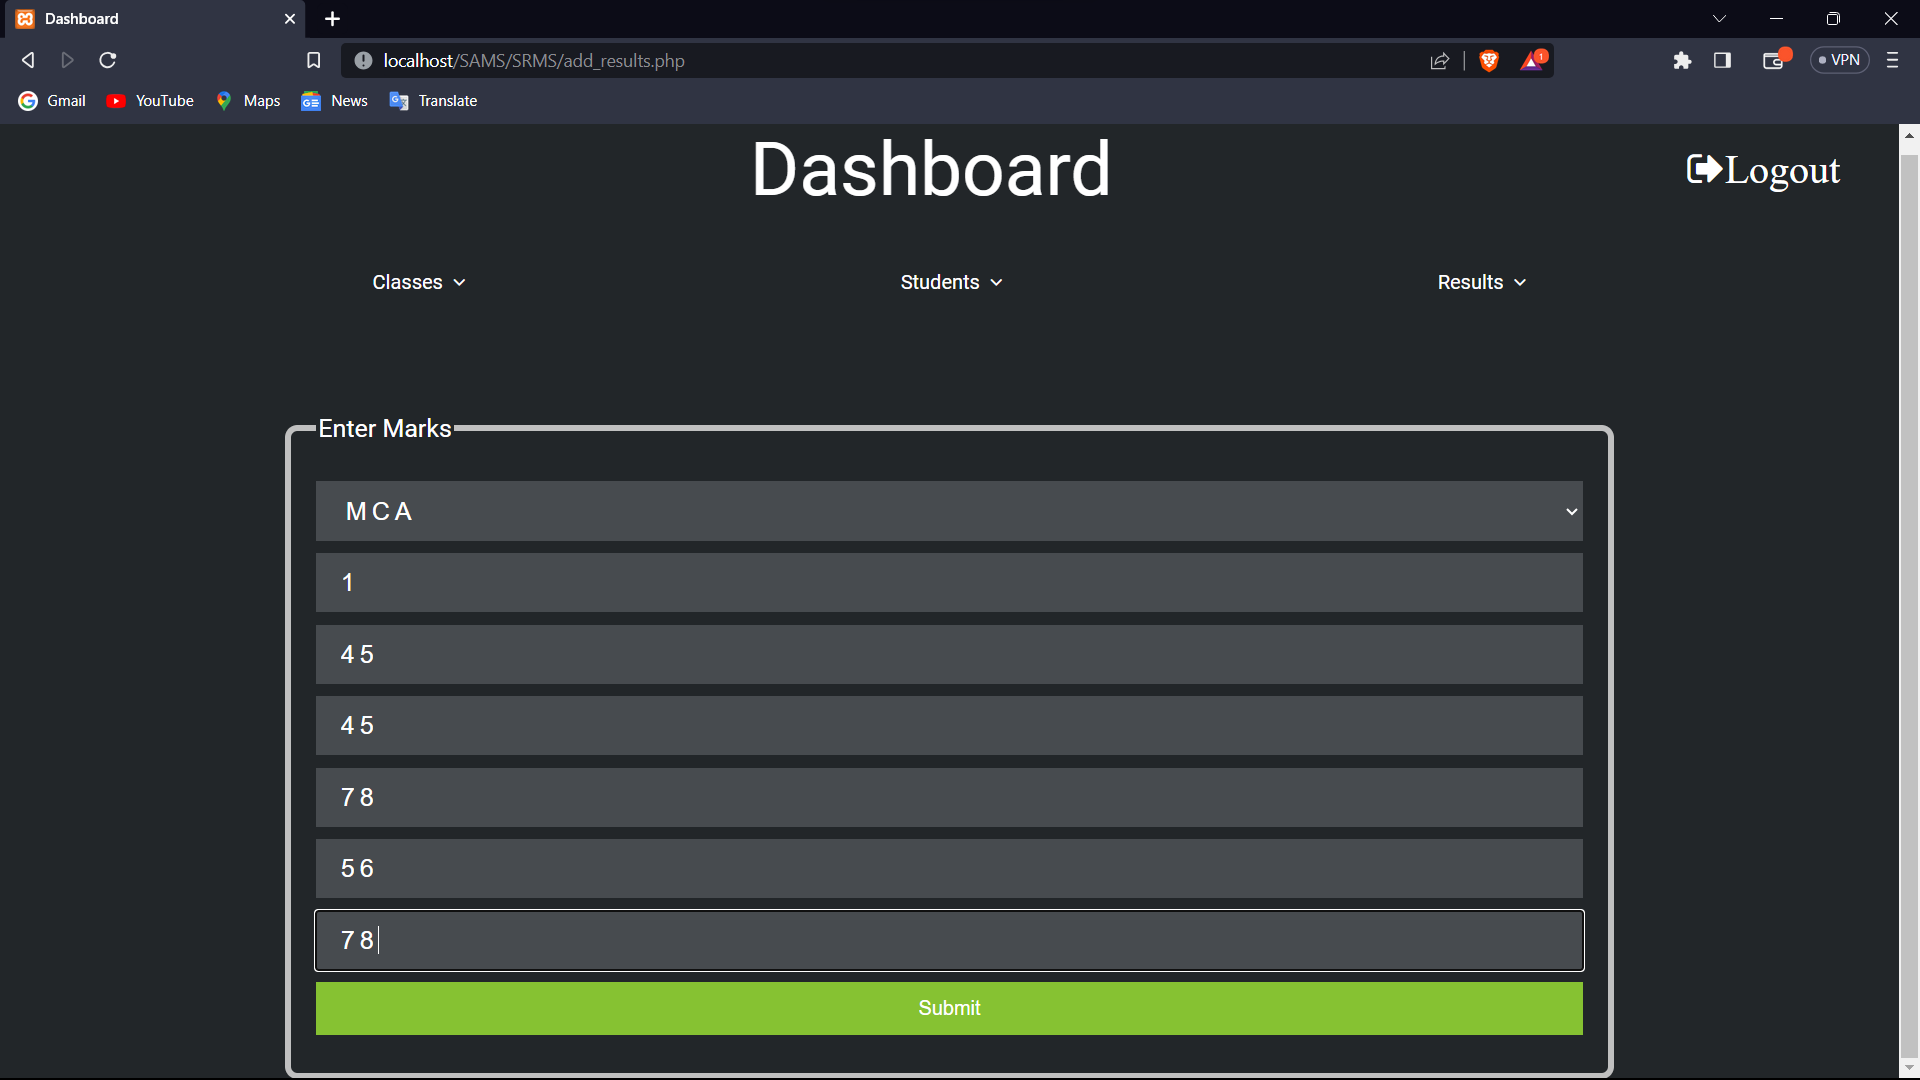 Dashboard
localhost/SAMS/SRMS/add_results.php
1
VPN
Gmail YouTube Maps News Translate
Dashboard
Logout
Classes Students Results
Enter Marks
MCA
1
45
45
78
56
78
Submit